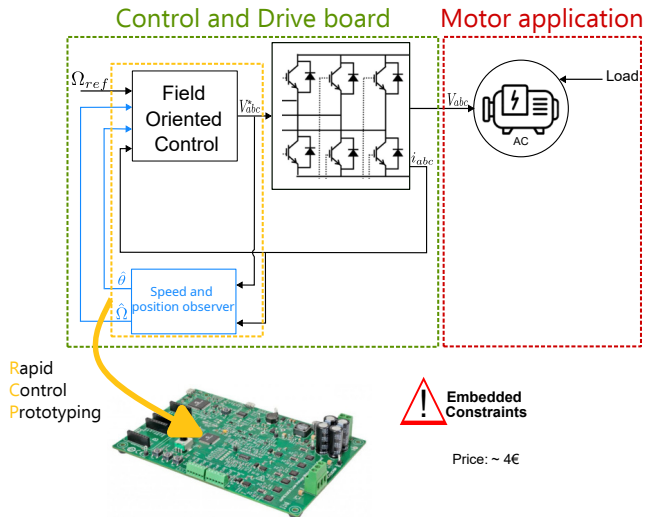 Control and Drive board
Motor application
Ω_ref
Field
Oriented
Control
V*_abc
V_abc
Load
AC
i_abc
θ̂
Ω̂
Speed and
position observer
Rapid
Control
Prototyping
!
Embedded
Constraints
Price: ~ 4€